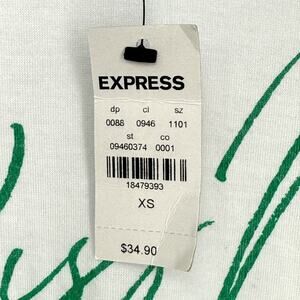 EXPRESS
dp cl sz
0088 0946 1101
st co
09460374 0001
18479393
XS
$34.90